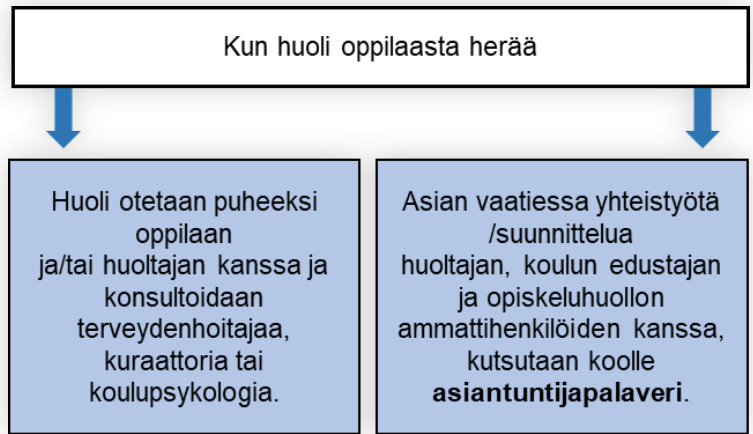 Kun huoli oppilaasta herää
Huoli otetaan puheeksi
oppilaan
ja/tai huoltajan kanssa ja
konsultoidaan
terveydenhoitajaa,
kuraattoria tai
koulupsykologia.
Asian vaatiessa yhteistyötä
/suunnittelua
huoltajan, koulun edustajan
ja opiskeluhuollon
ammattihenkilöiden kanssa,
kutsutaan koolle
asiantuntijapalaveri.